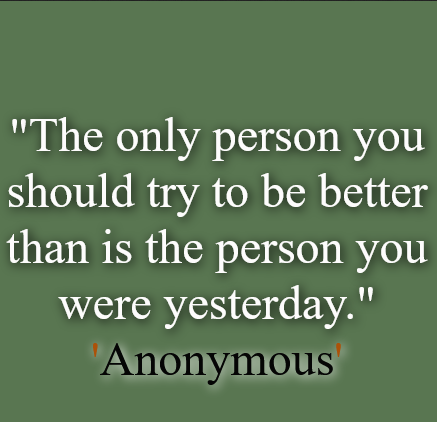 "The only person you
should try to be better
than is the person you
were yesterday."
'Anonymous'